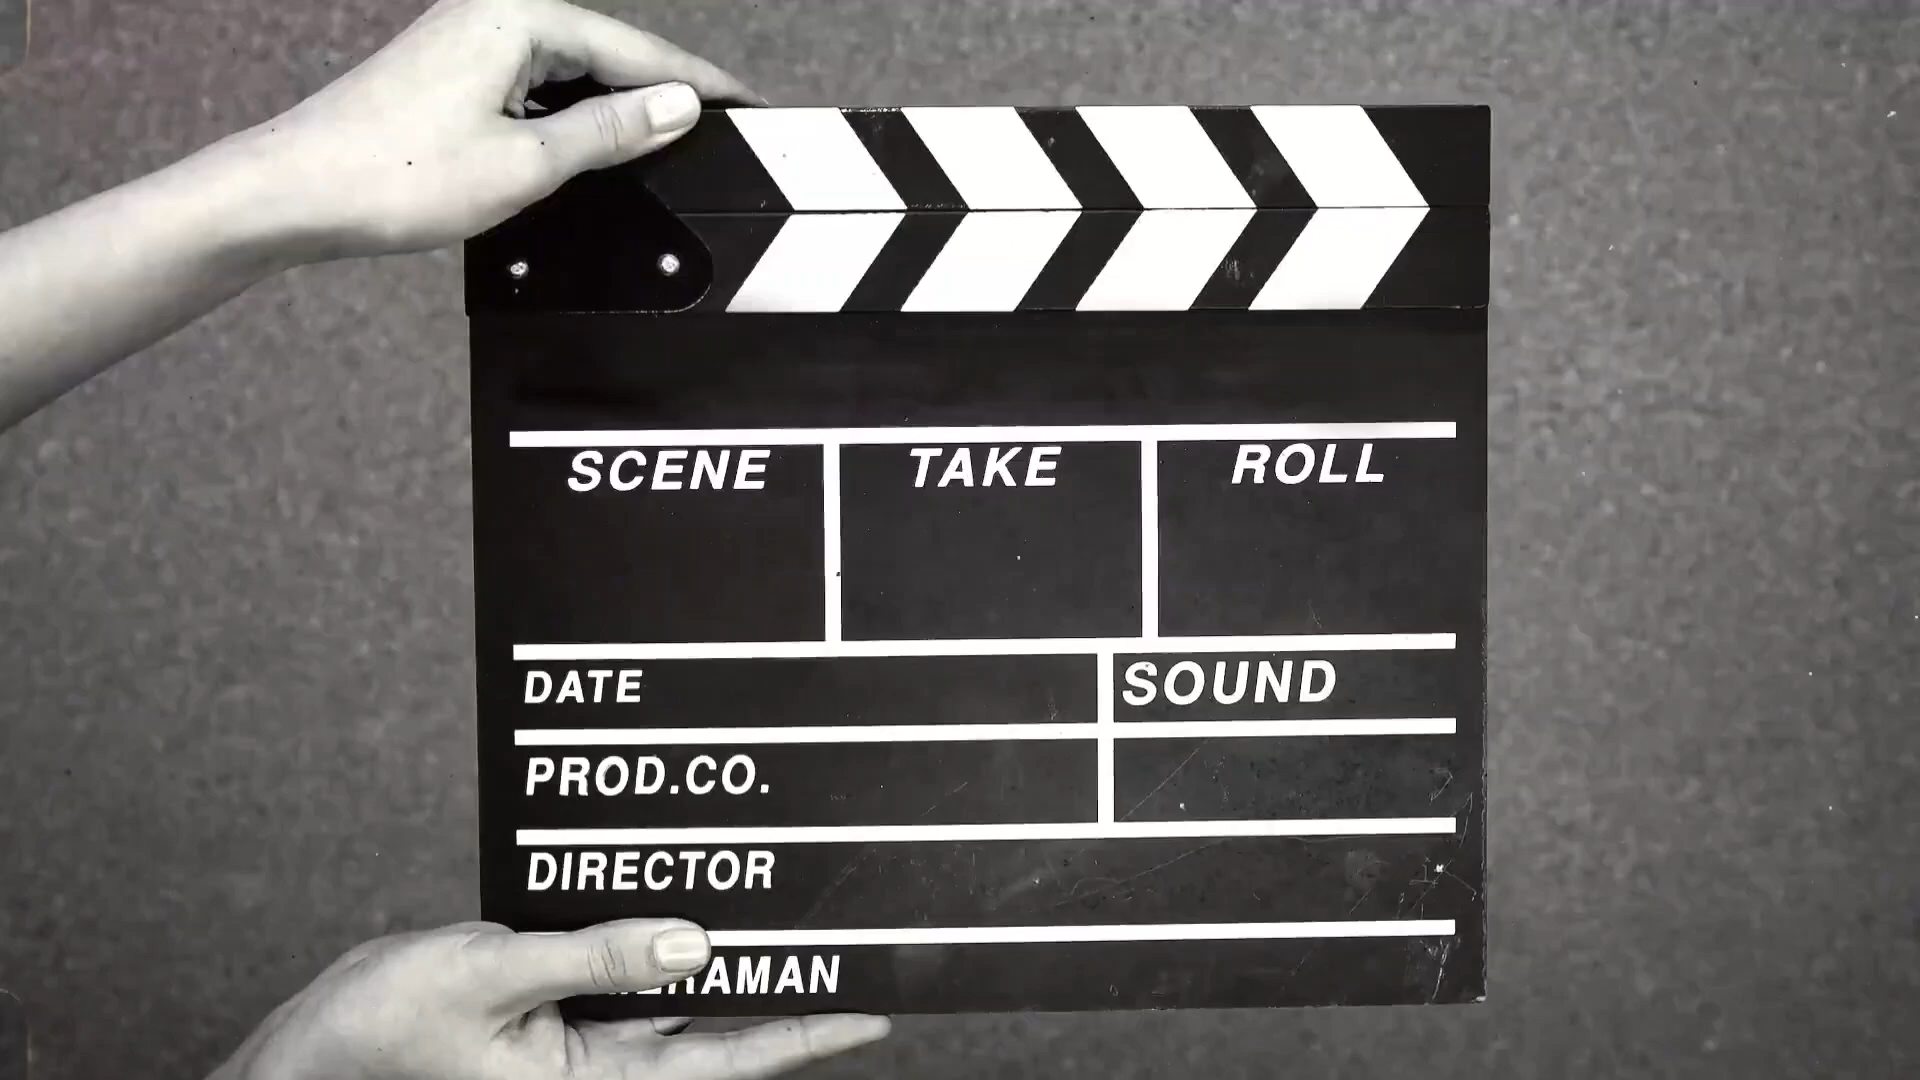 SCENE TAKE ROLL
DATE SOUND
PROD.CO.
DIRECTOR